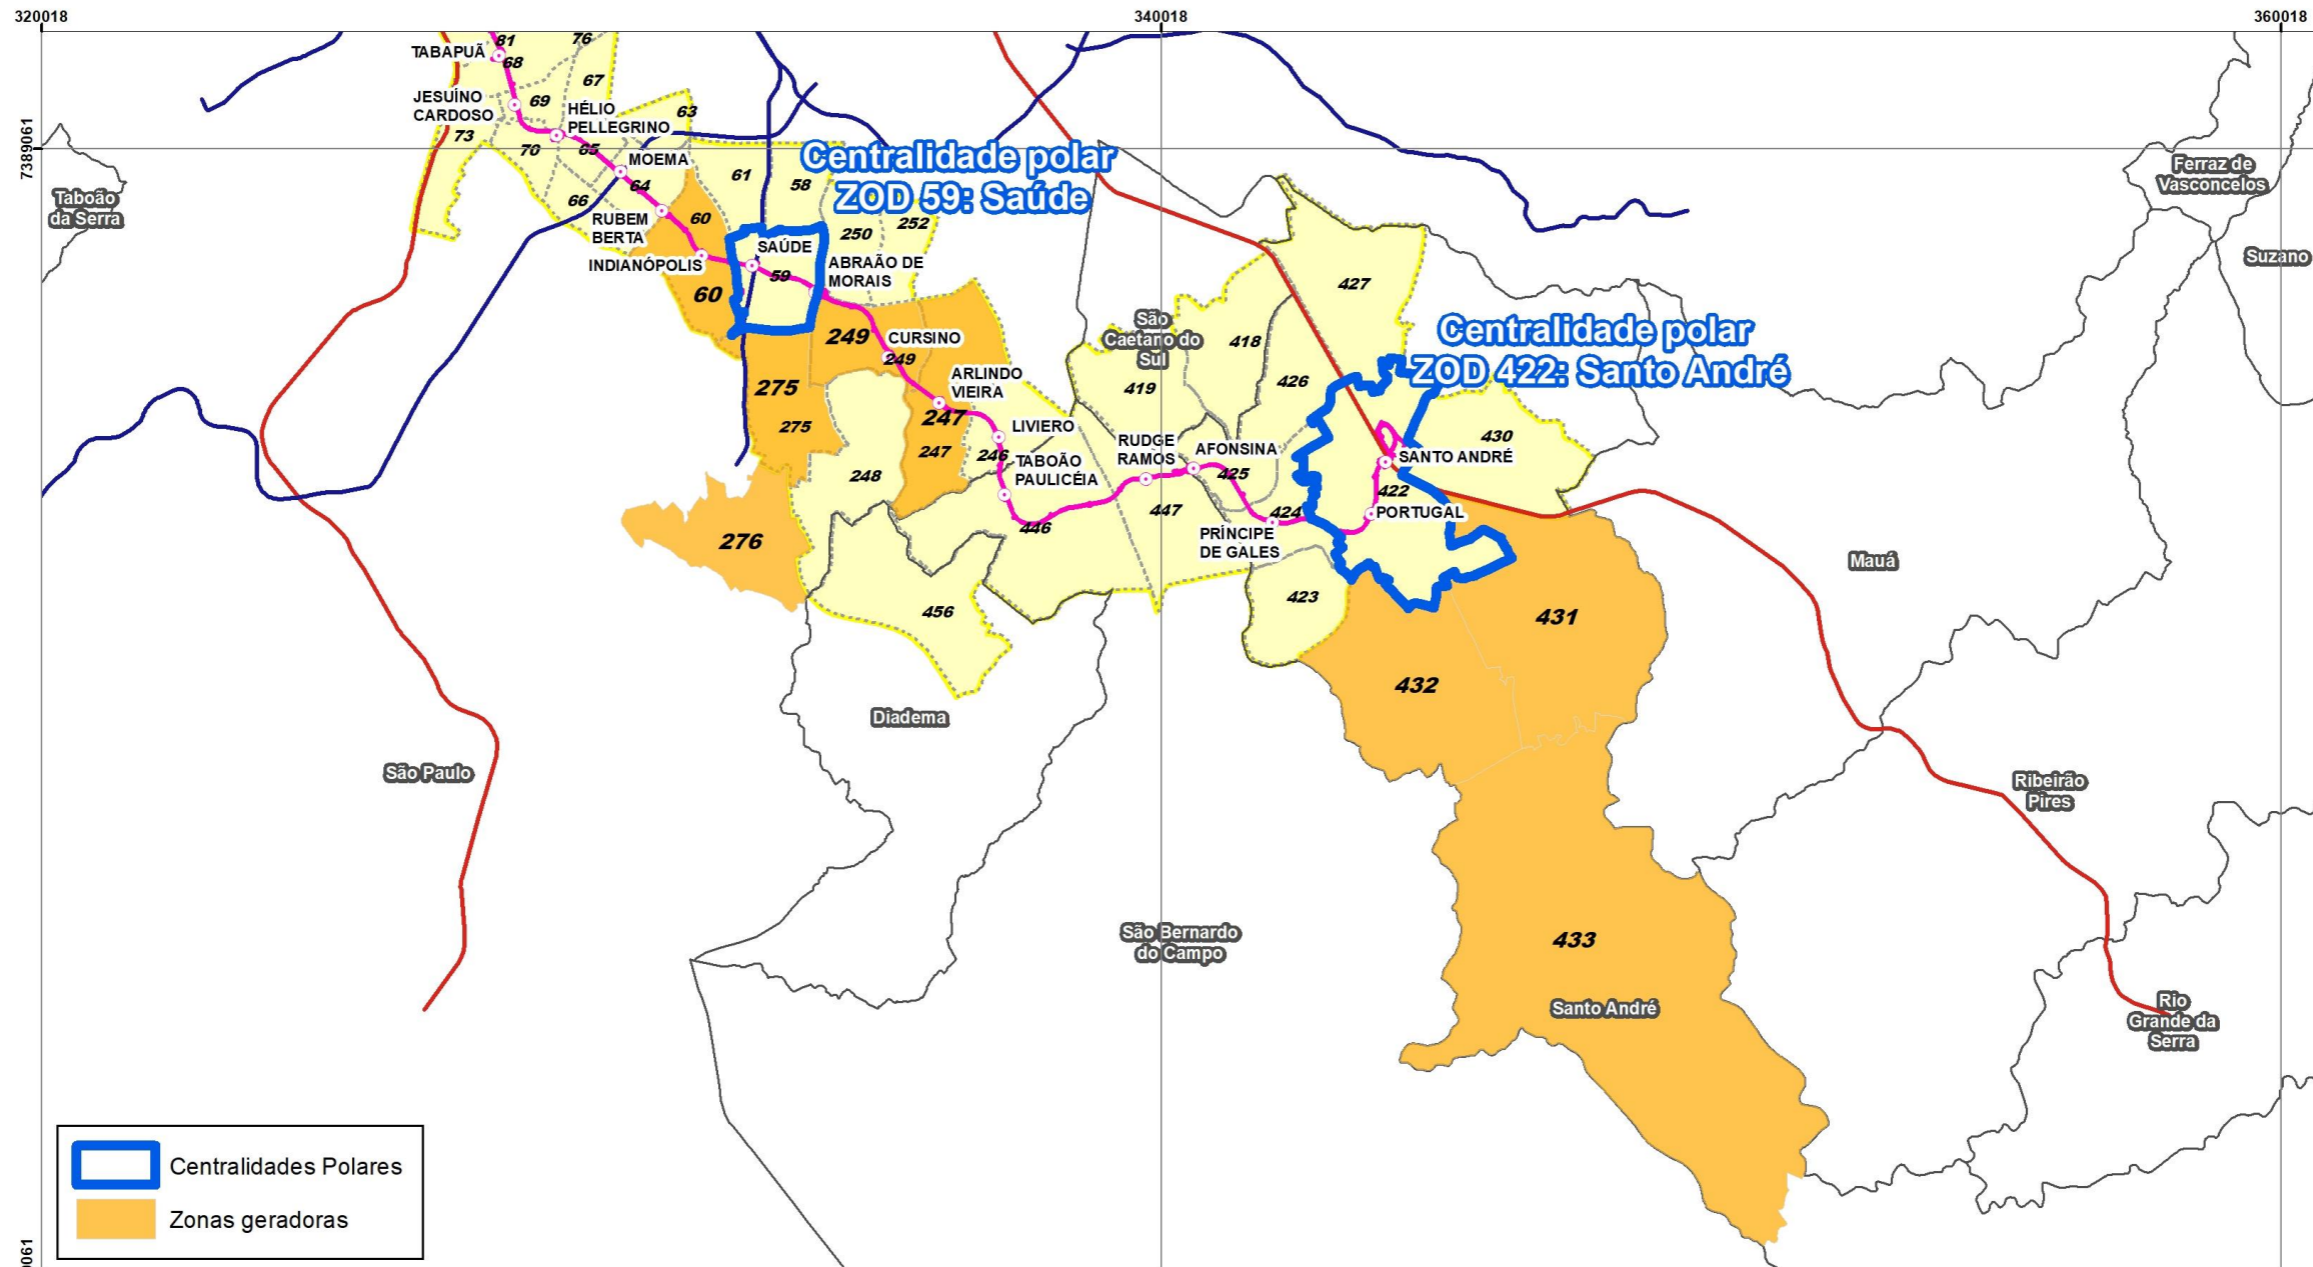 320018
340018
360018
7389061
TABAPUÃ
81
68
76
67
JESUÍNO
CARDOSO
69
HÉLIO
PELLEGRINO
63
73
70
65
MOEMA
64
66
61
58
Centralidade polar
ZOD 59: Saúde
Taboão
da Serra
Ferraz de
Vasconcelos
Suzano
RUBEM
BERTA
60
SAÚDE
250
252
INDIANÓPOLIS
59
ABRAÃO DE
MORAIS
60
427
249
CURSINO
249
São
Caetano do
Sul
418
Centralidade polar
ZOD 422: Santo André
275
ARLINDO
VIEIRA
419
426
275
247
LIVIERO
RUDGE
RAMOS
AFONSINA
430
247
246
TABOÃO
PAULICÉIA
425
SANTO ANDRÉ
248
422
276
446
447
424
PORTUGAL
PRÍNCIPE
DE GALES
Mauá
456
423
431
432
Diadema
São Paulo
Ribeirão
Pires
São Bernardo
do Campo
433
Santo André
Rio
Grande da
Serra
Centralidades Polares
Zonas geradoras